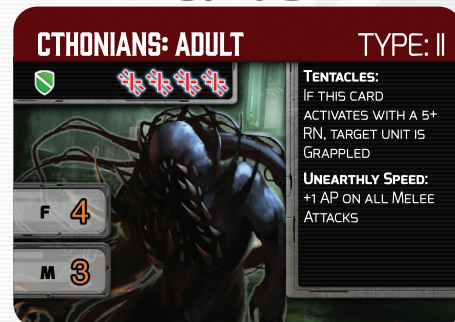 CTHONIANS: ADULT
TYPE: II
TENTACLES:
IF THIS CARD
ACTIVATES WITH A 5+
RN, TARGET UNIT IS
GRAPPLED
UNEARTHLY SPEED:
+1 AP ON ALL MELEE
ATTACKS
F 4
M 3